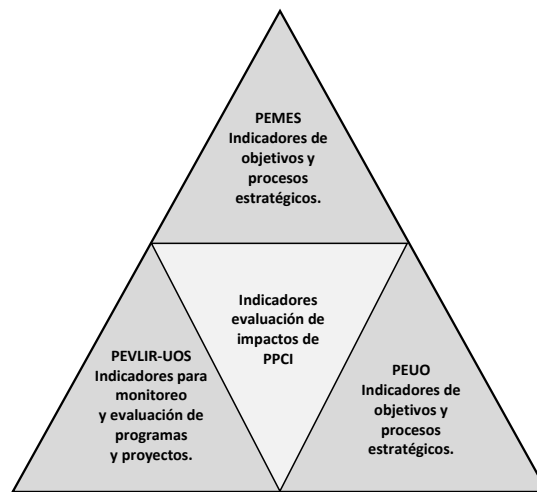 PEMES
Indicadores de
objetivos y
procesos
estratégicos.
Indicadores
evaluación de
impactos de
PPCI
PEVLIR-UOS
Indicadores para
monitoreo
y evaluación de
programas
y proyectos.
PEUO
Indicadores de
objetivos y
procesos
estratégicos.